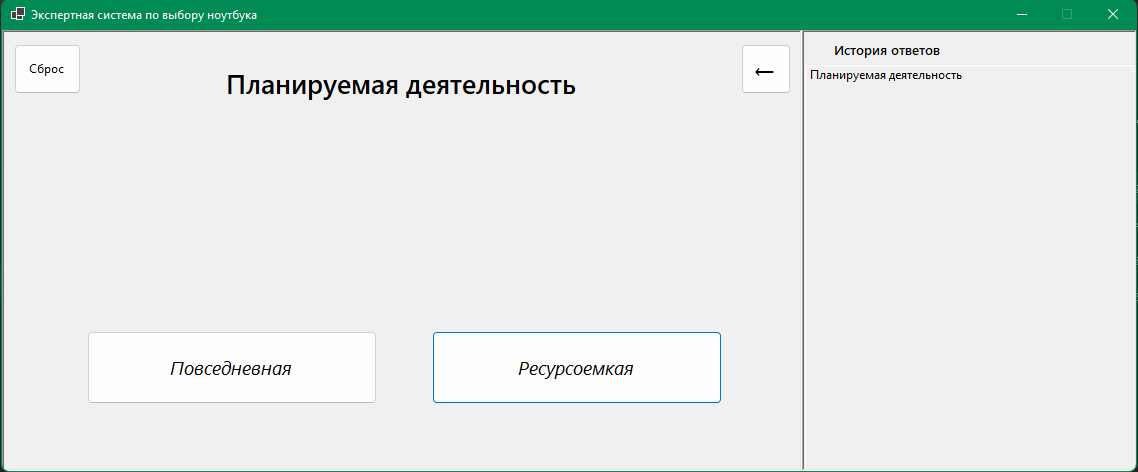 Экспертная система по выбору ноутбука
Сброс
Планируемая деятельность
←
История ответов
Планируемая деятельность
Повседневная
Ресурсоемкая